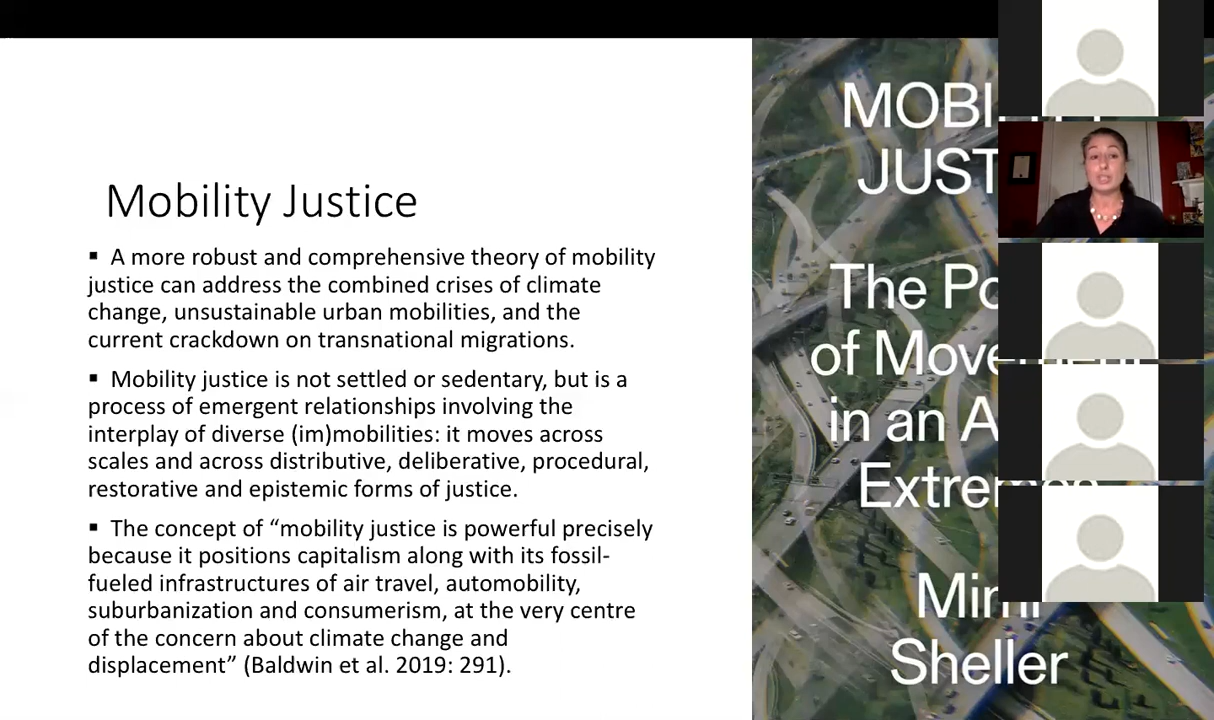 Mobility Justice
▪ A more robust and comprehensive theory of mobility
justice can address the combined crises of climate
change, unsustainable urban mobilities, and the
current crackdown on transnational migrations.
▪ Mobility justice is not settled or sedentary, but is a
process of emergent relationships involving the
interplay of diverse (im)mobilities: it moves across
scales and across distributive, deliberative, procedural,
restorative and epistemic forms of justice.
▪ The concept of “mobility justice is powerful precisely
because it positions capitalism along with its fossil-
fueled infrastructures of air travel, automobility,
suburbanization and consumerism, at the very centre
of the concern about climate change and
displacement” (Baldwin et al. 2019: 291).
MOBI
JUST
The Po
of Movement
in an A
Extremes
Mimi
Sheller